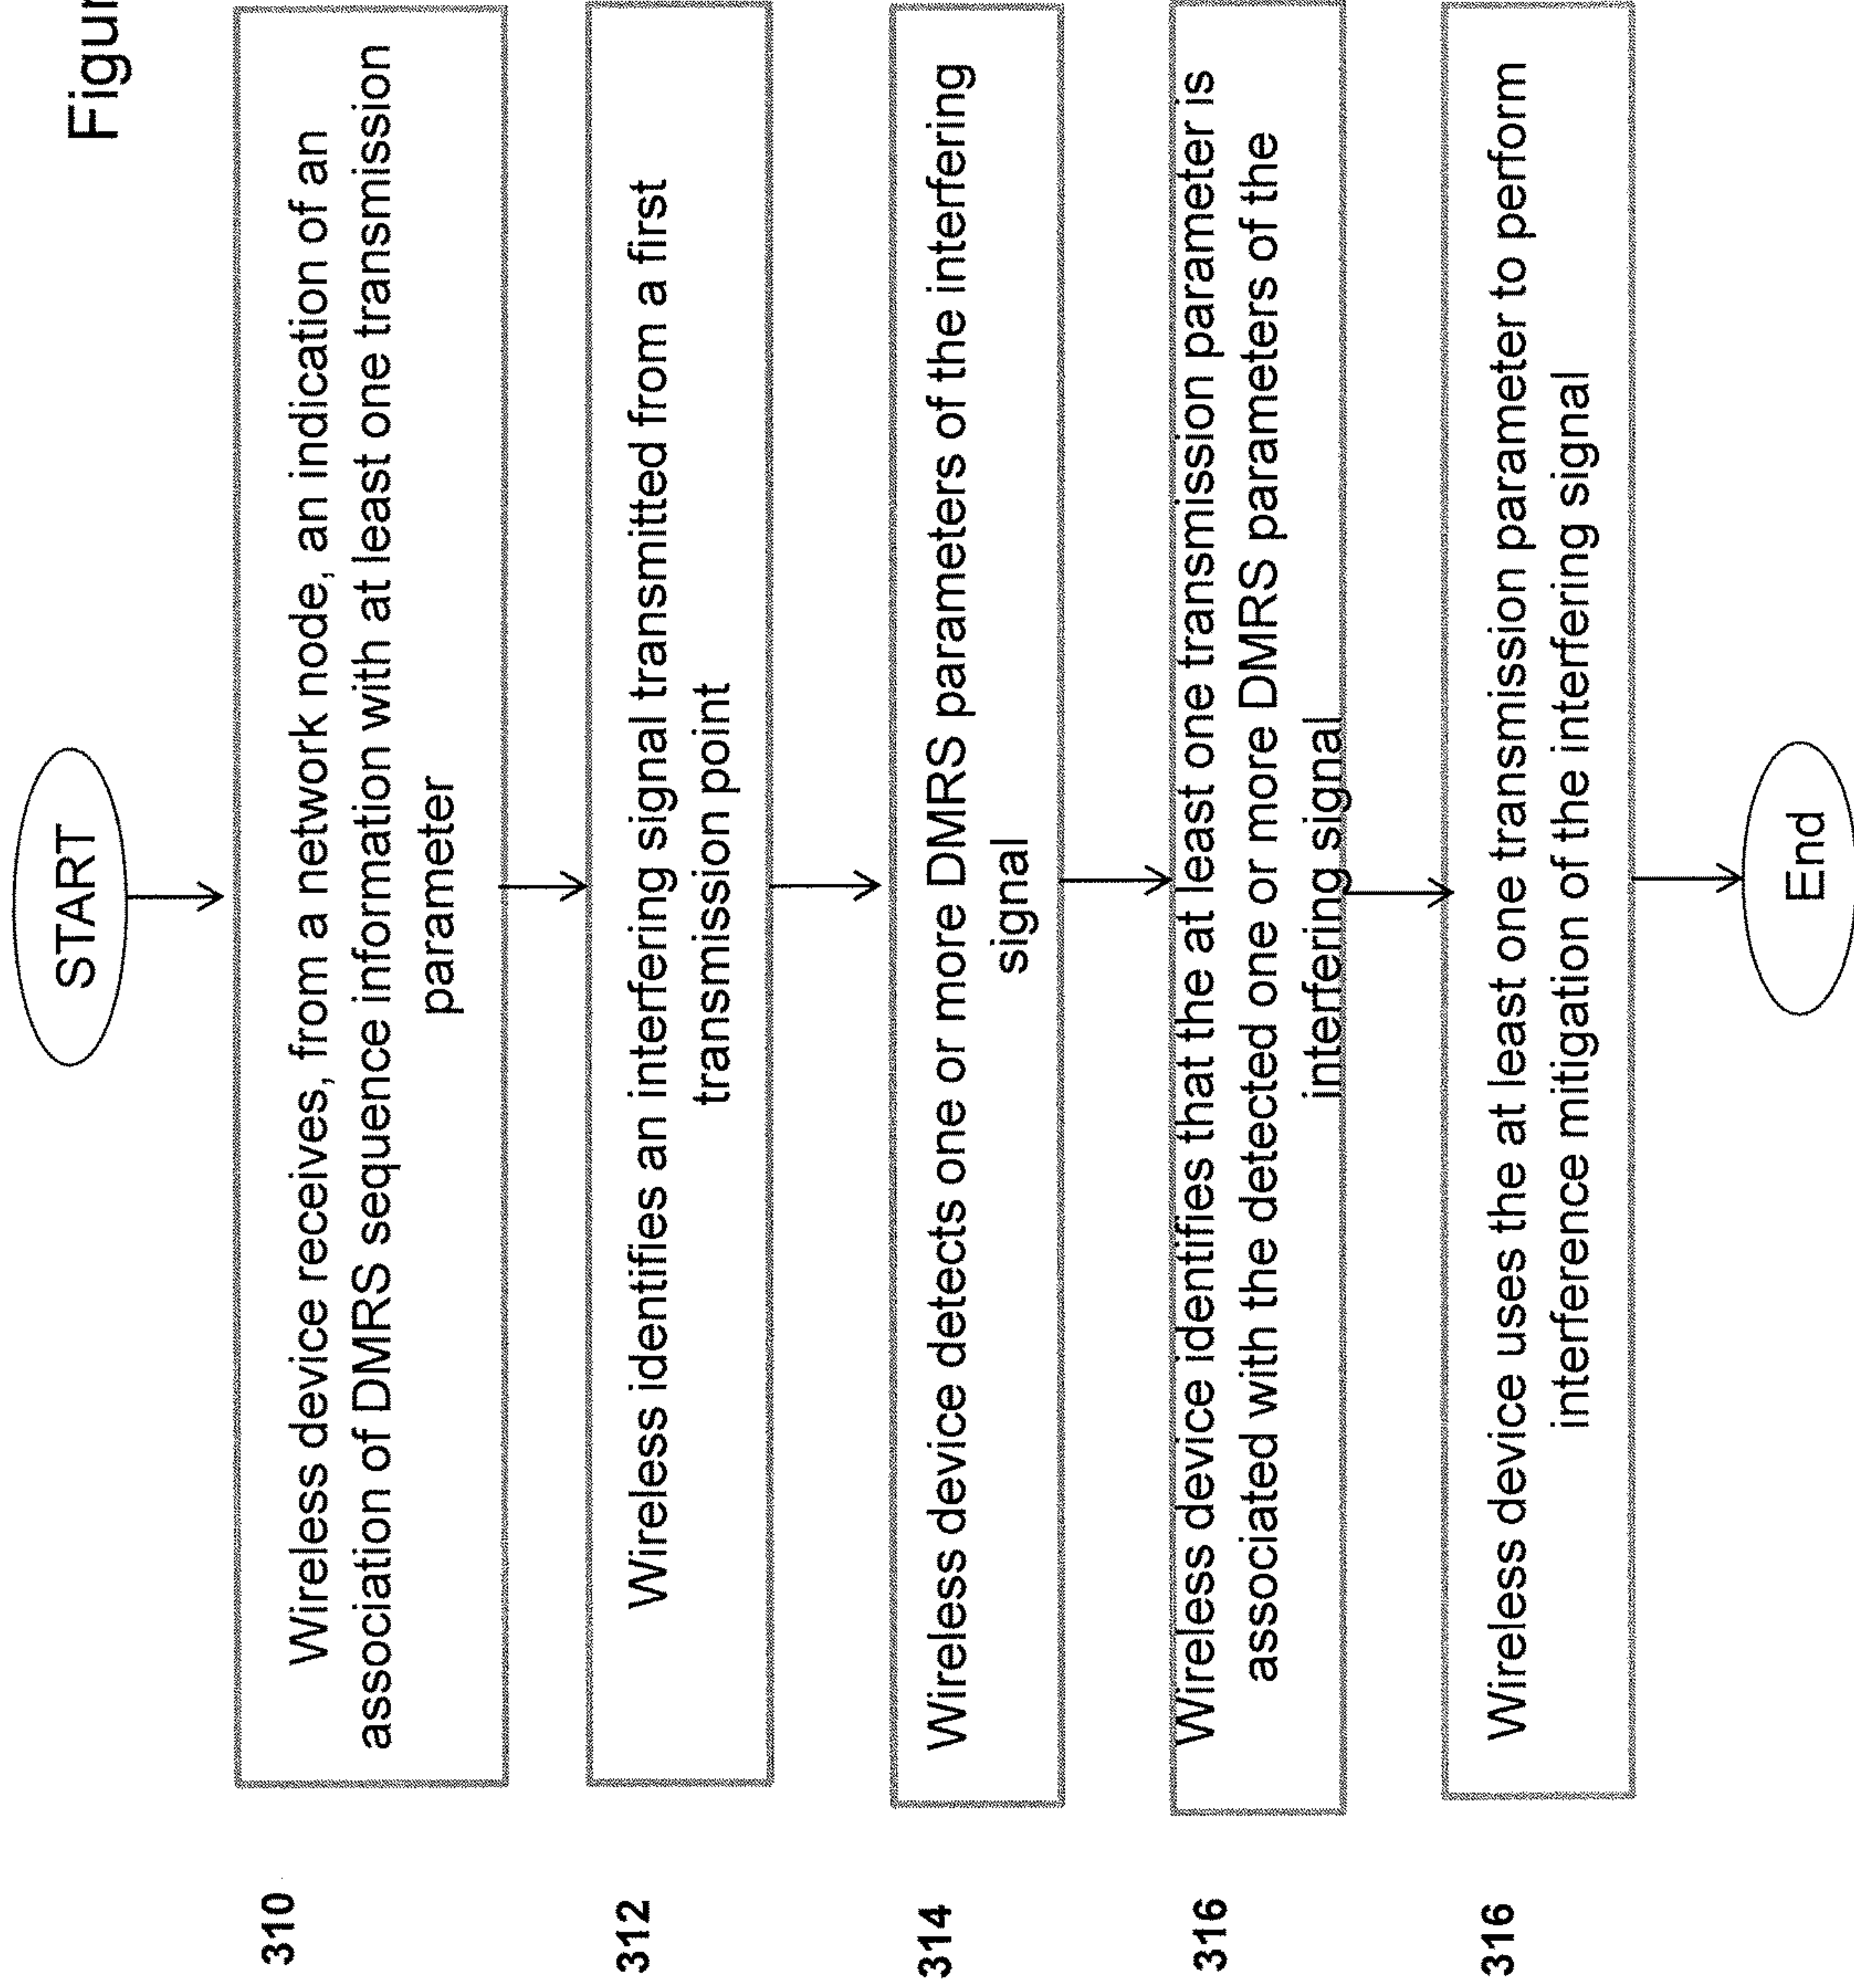 Figur
START
310
Wireless device receives, from a network node, an indication of an
association of DMRS sequence information with at least one transmission
parameter
312
Wireless identifies an interfering signal transmitted from a first
transmission point
314
Wireless device detects one or more DMRS parameters of the interfering
signal
316
Wireless device identifies that the at least one transmission parameter is
associated with the detected one or more DMRS parameters of the
interfering signal
316
Wireless device uses the at least one transmission parameter to perform
interference mitigation of the interfering signal
End